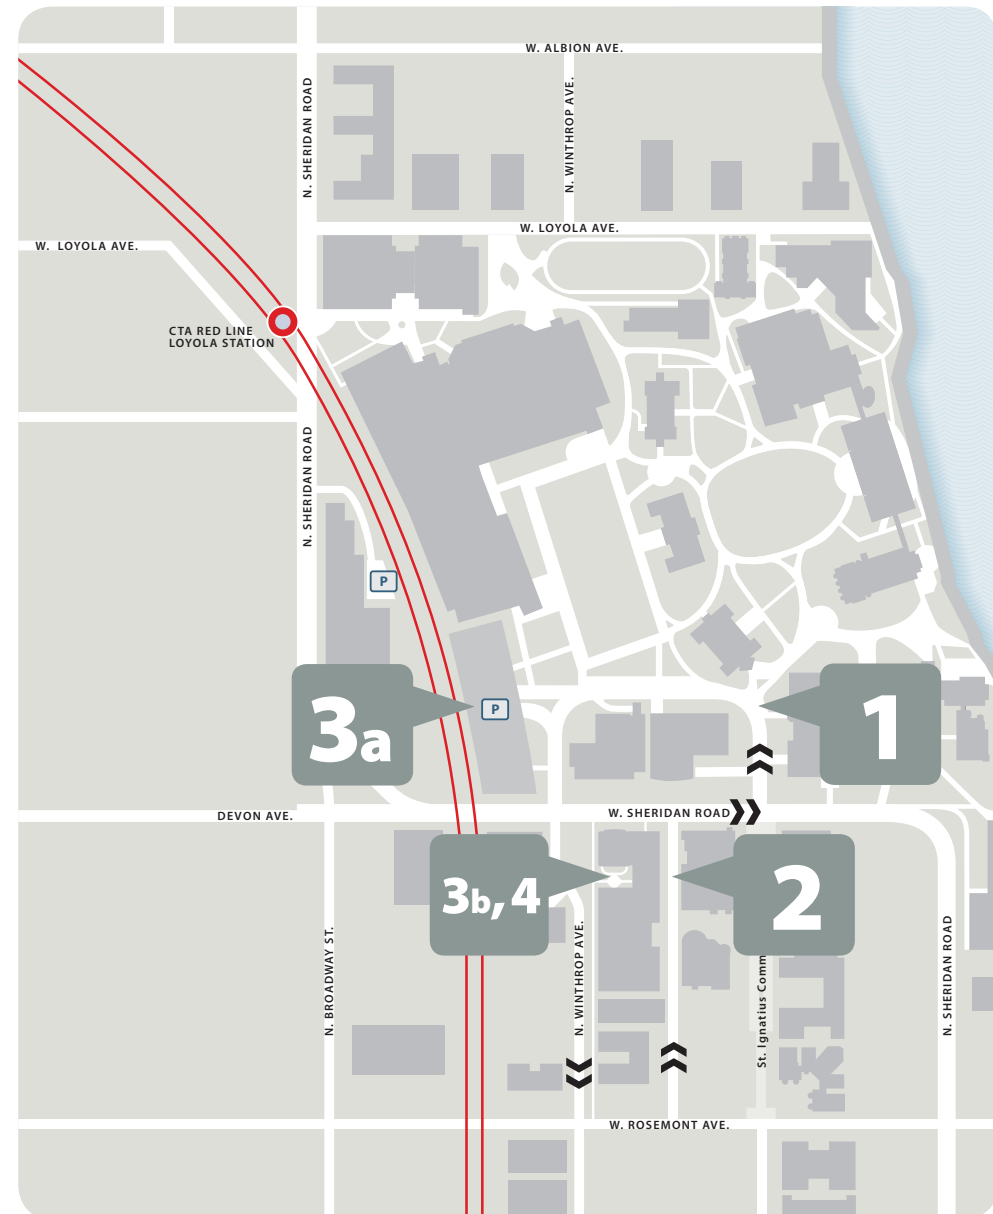 W. ALBION AVE.
N. SHERIDAN ROAD
N. WINTHROP AVE.
W. LOYOLA AVE.
W. LOYOLA AVE.
CTA RED LINE
LOYOLA STATION
N. SHERIDAN ROAD
P
P
3a
1
DEVON AVE.
W. SHERIDAN ROAD
3b, 4
2
N. BROADWAY ST.
N. WINTHROP AVE.
St. Ignatius Comm
N. SHERIDAN ROAD
W. ROSEMONT AVE.